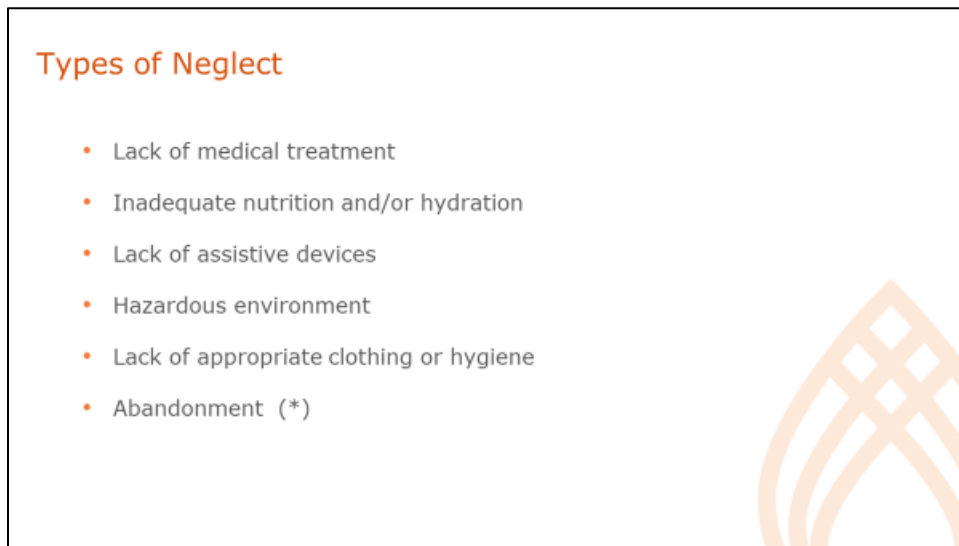 Types of Neglect
• Lack of medical treatment
• Inadequate nutrition and/or hydration
• Lack of assistive devices
• Hazardous environment
• Lack of appropriate clothing or hygiene
• Abandonment (*)